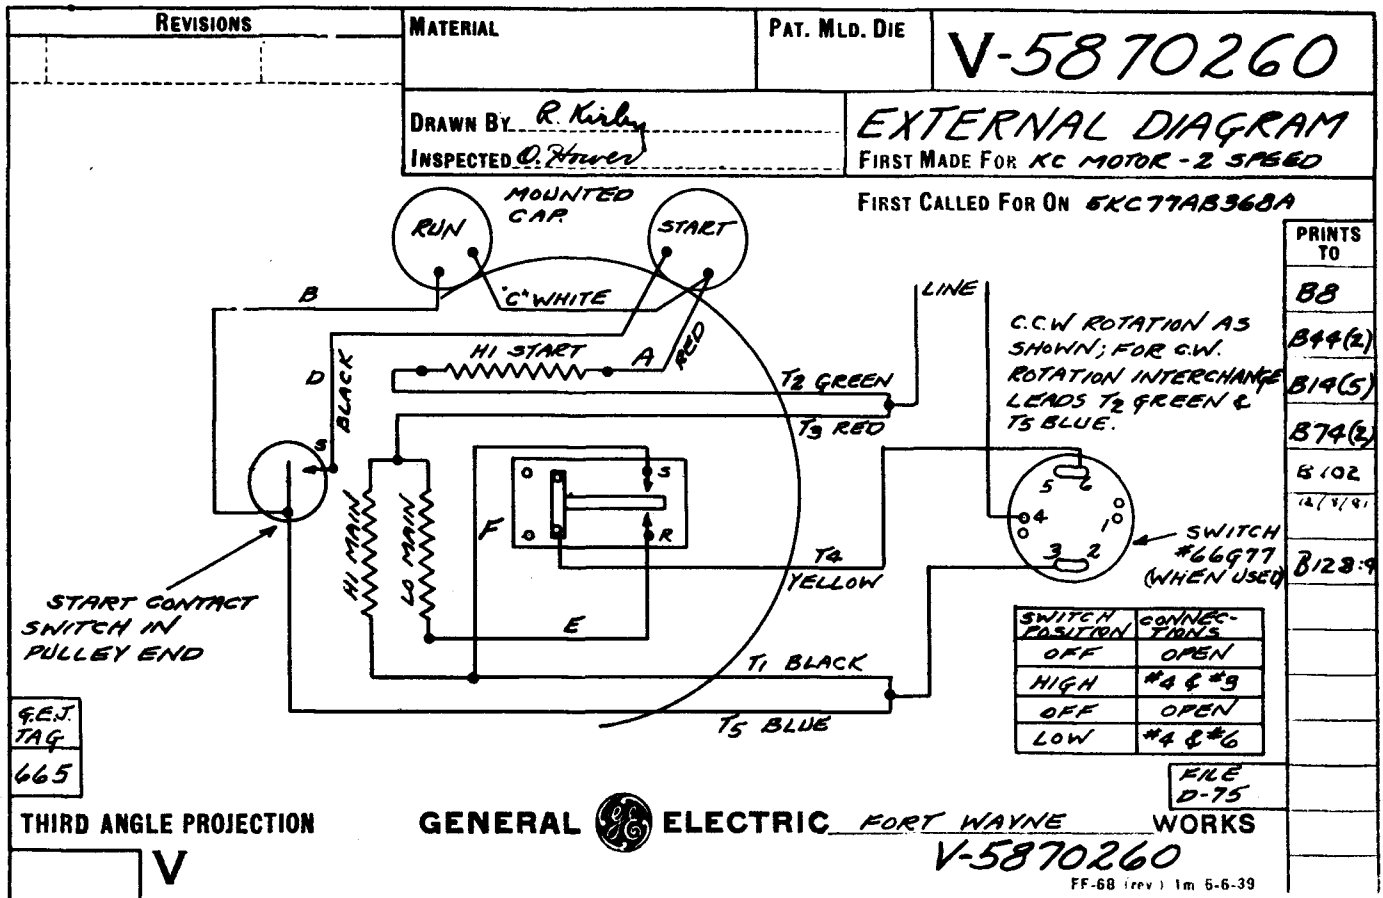 REVISIONS
MATERIAL
PAT. MLD. DIE
V-5870260
DRAWN BY R. Kirby
INSPECTED O. Hower
EXTERNAL DIAGRAM
FIRST MADE FOR KC MOTOR - 2 SPEED
FIRST CALLED FOR ON 5KC77AB368A
PRINTS
TO
B8
B44(2)
B14(5)
B74(2)
B102
B128:9
MOUNTED
CAP.
RUN
START
B
"C" WHITE
LINE
HI START
A
RED
D
BLACK
S
T2 GREEN
T3 RED
C.C.W ROTATION AS
SHOWN; FOR C.W.
ROTATION INTERCHANGE
LEADS T2 GREEN &
T5 BLUE.
HI MAIN
LO MAIN
F
S
R
5 6
4 1
3 2
T4
YELLOW
SWITCH
#66G77
(WHEN USED)
START CONTACT
SWITCH IN
PULLEY END
E
T1 BLACK
T5 BLUE
SWITCH POSITION CONNEC-TIONS
OFF OPEN
HIGH #4 & #3
OFF OPEN
LOW #4 & #6
G.E.J.
TAG
665
FILE
D-75
THIRD ANGLE PROJECTION
GENERAL GE ELECTRIC FORT WAYNE WORKS
V
V-5870260
FF-68 (rev) 1m 6-6-39